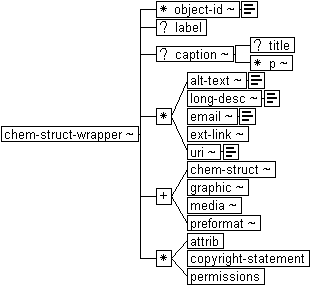 * object-id ~
? label
? title
? caption ~
* p ~
alt-text ~
long-desc ~
* email ~
ext-link ~
uri ~
chem-struct-wrapper ~
chem-struct ~
+ graphic ~
media ~
preformat ~
attrib
* copyright-statement
permissions